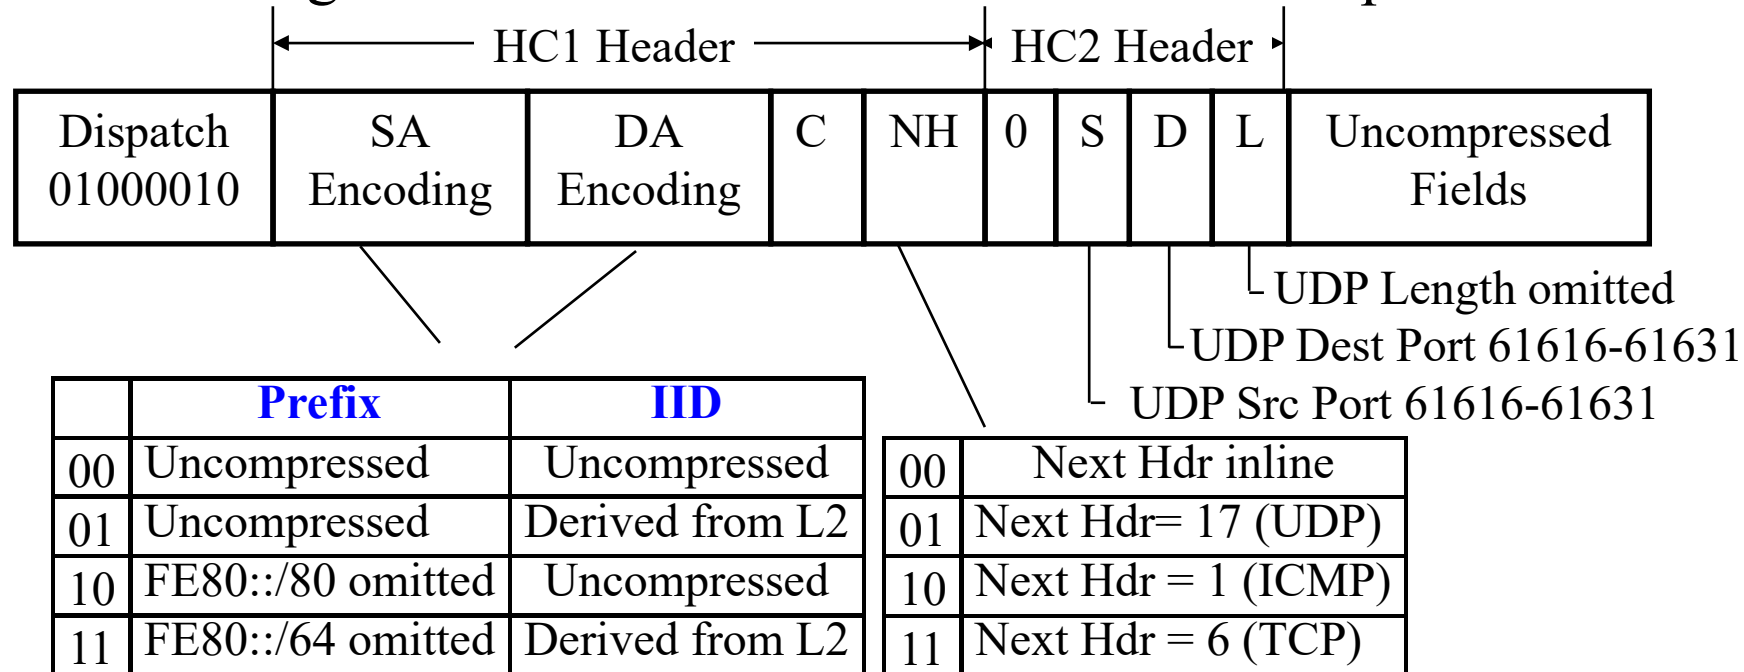 HC1 Header HC2 Header
Dispatch SA DA C NH 0 S D L Uncompressed
01000010 Encoding Encoding Fields
UDP Length omitted
UDP Dest Port 61616-61631
UDP Src Port 61616-61631
Prefix IID
00 Uncompressed Uncompressed
01 Uncompressed Derived from L2
10 FE80::/80 omitted Uncompressed
11 FE80::/64 omitted Derived from L2
00 Next Hdr inline
01 Next Hdr= 17 (UDP)
10 Next Hdr = 1 (ICMP)
11 Next Hdr = 6 (TCP)